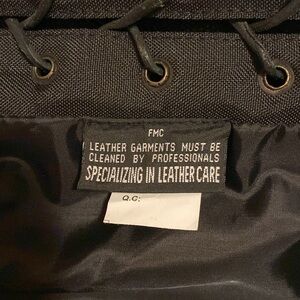 FMC
LEATHER GARMENTS MUST BE
CLEANED BY PROFESSIONALS
SPECIALIZING IN LEATHER CARE
Q.C: